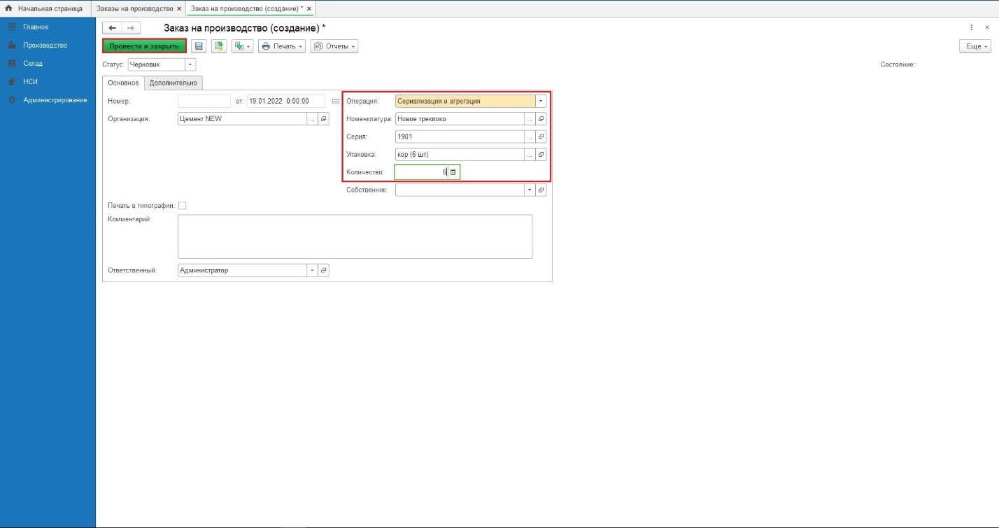 Начальная страница
Заказы на производство ×
Заказ на производство (создание) * ×
Главное
Производство
Склад
НСИ
Администрирование
Заказ на производство (создание) *
Провести и закрыть
Печать
Отчеты
Еще
Статус: Черновик
Состояние:
Основное
Дополнительно
Номер:
от: 19.01.2022 0:00:00
Организация: Цемент NEW
Операция: Сериализация и агрегация
Номенклатура: Новое треклоко
Серия: 1901
Упаковка: кор (6 шт)
Количество: 6
Собственник:
Печать в типографии:
Комментарий:
Ответственный: Администратор